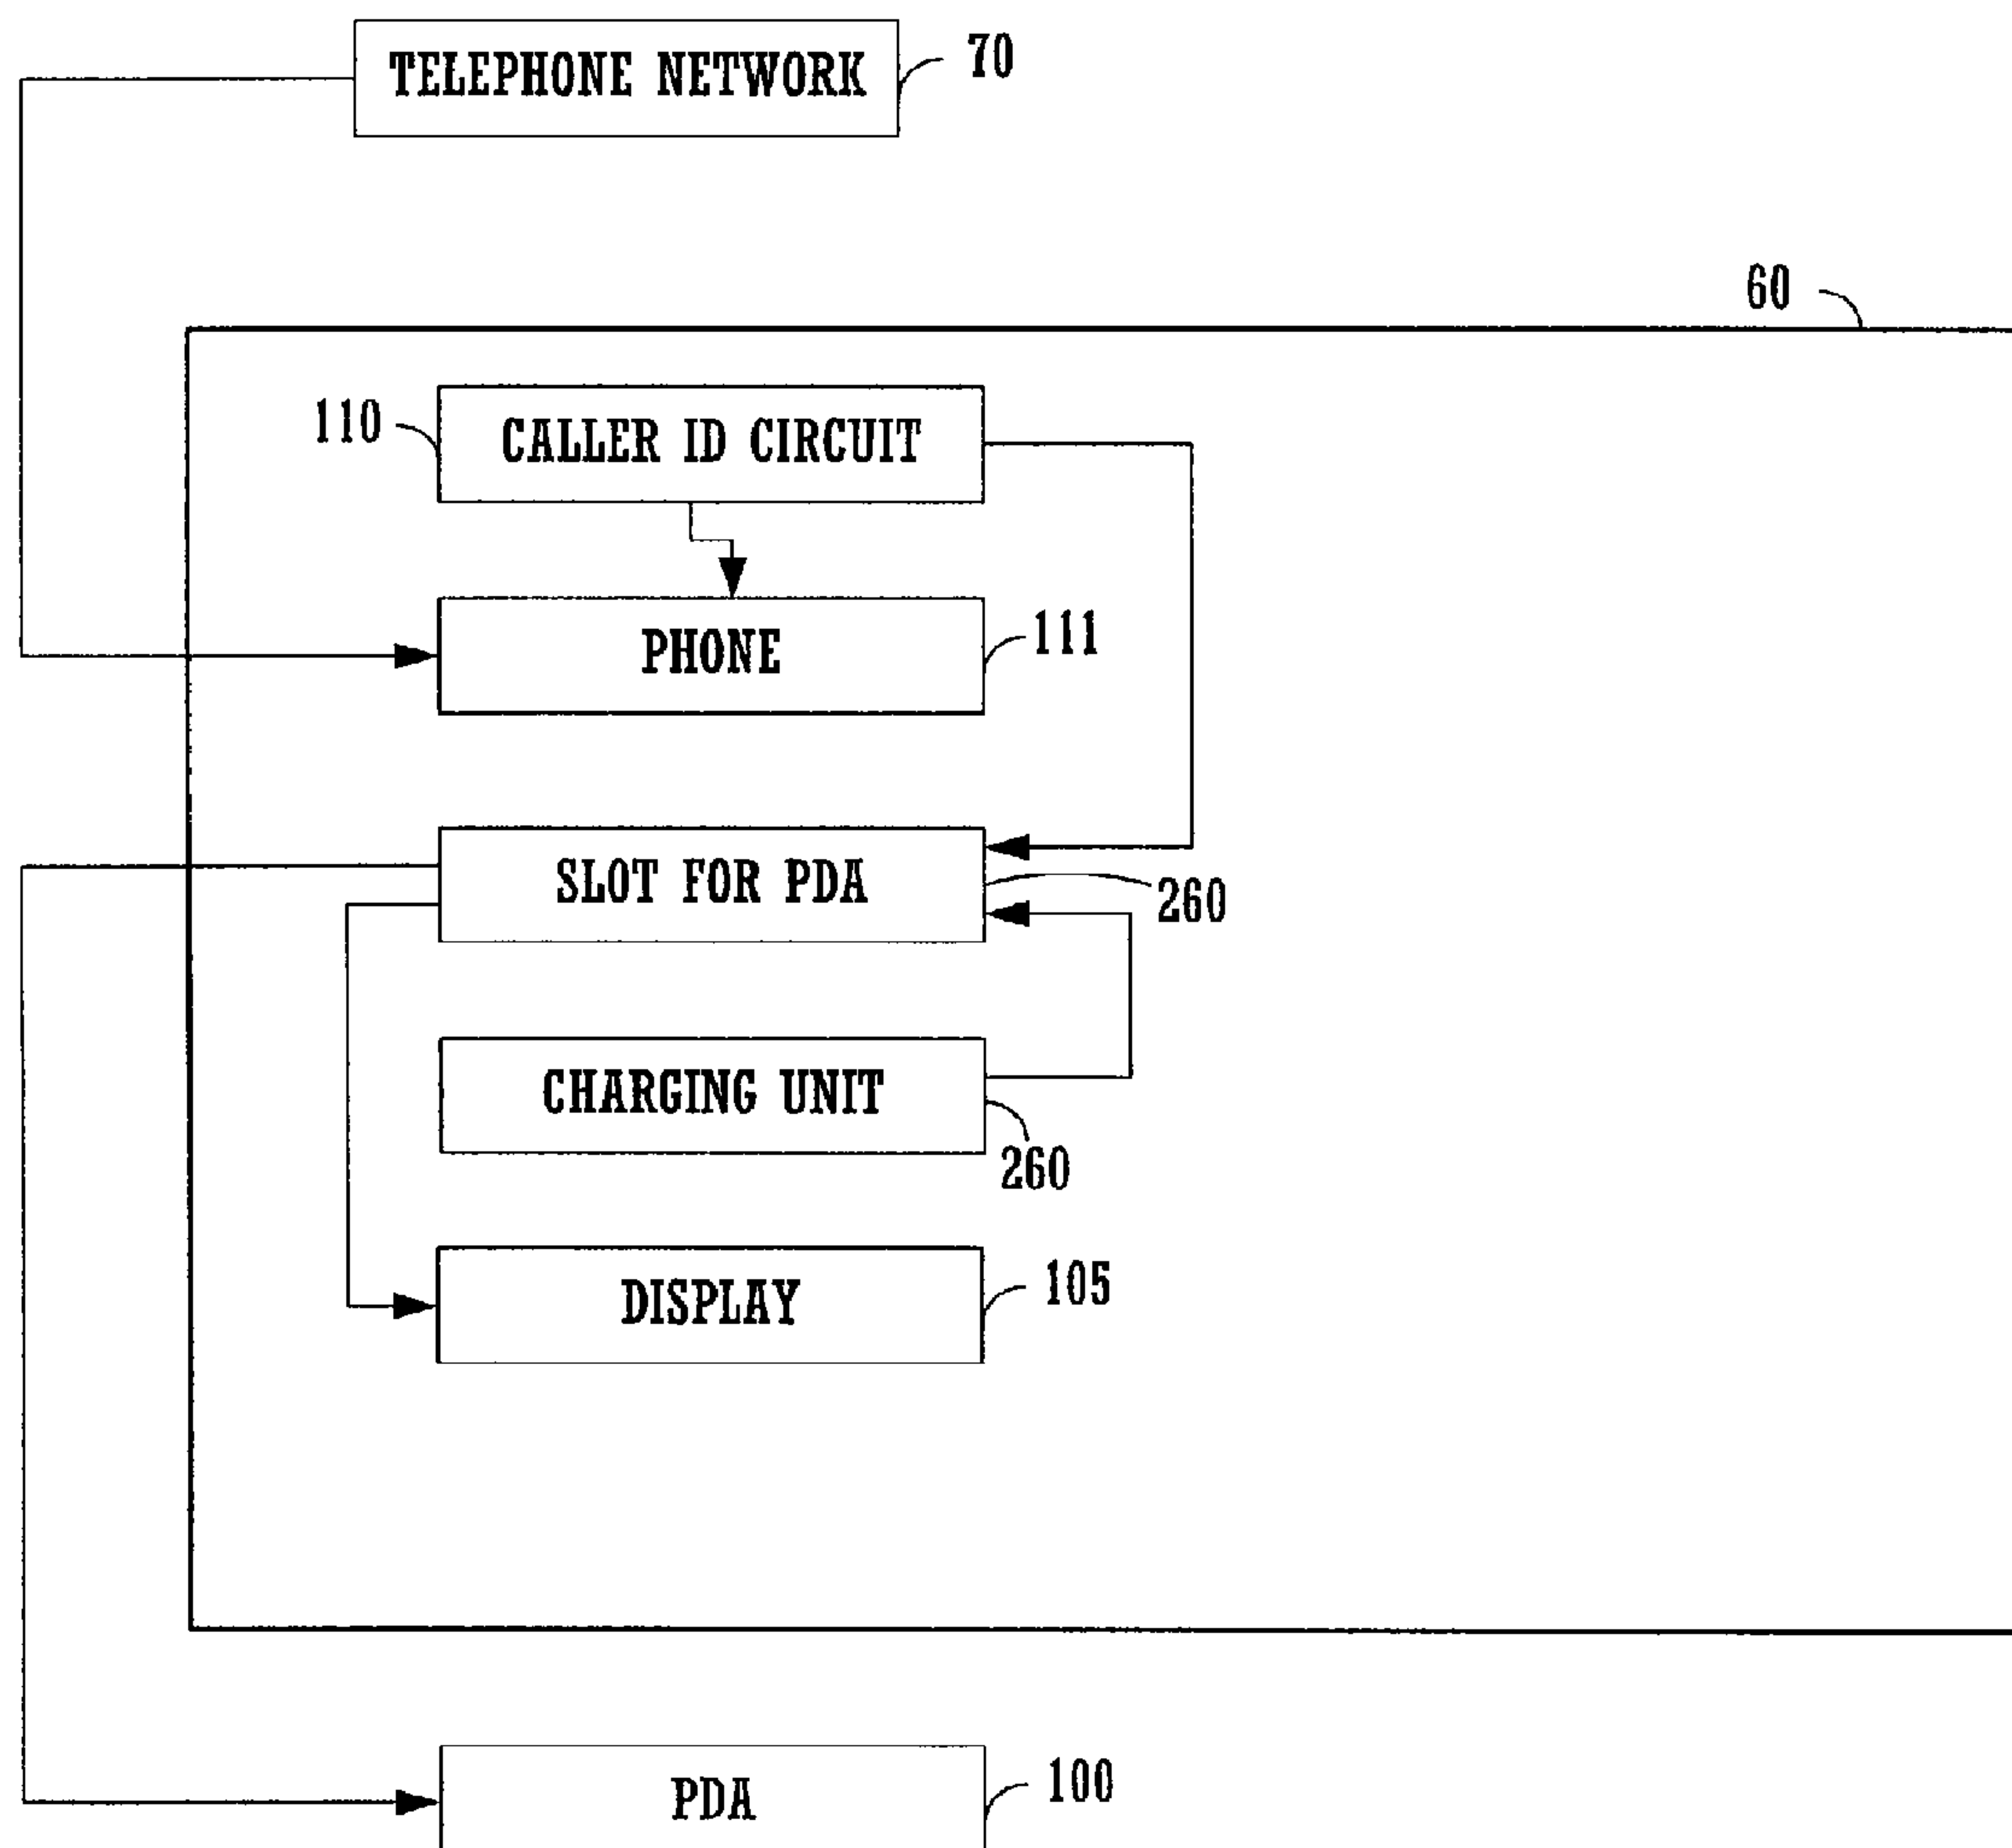 TELEPHONE NETWORK
70
60
110
CALLER ID CIRCUIT
PHONE
111
SLOT FOR PDA
260
CHARGING UNIT
260
DISPLAY
105
PDA
100